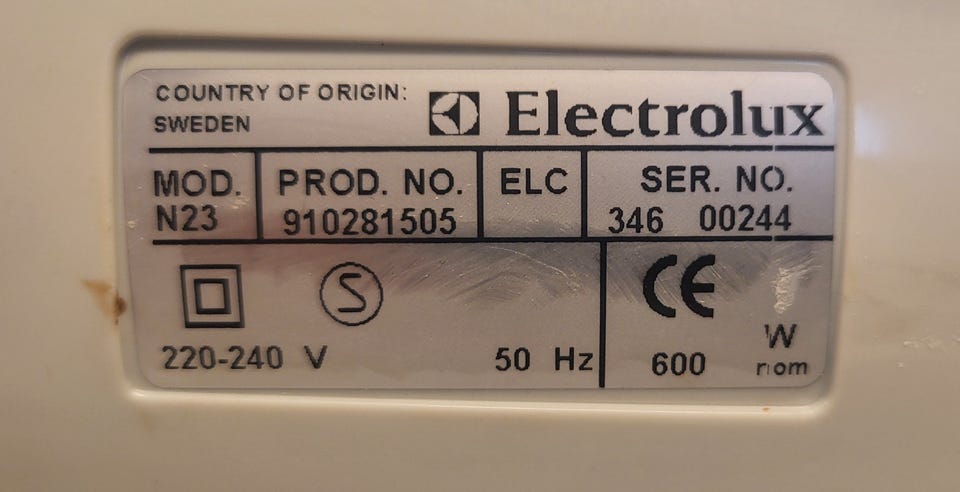 COUNTRY OF ORIGIN:
SWEDEN
Electrolux
MOD. PROD. NO. ELC SER. NO.
N23 910281505 346 00244
S
CE
220-240 V 50 Hz 600 W
nom